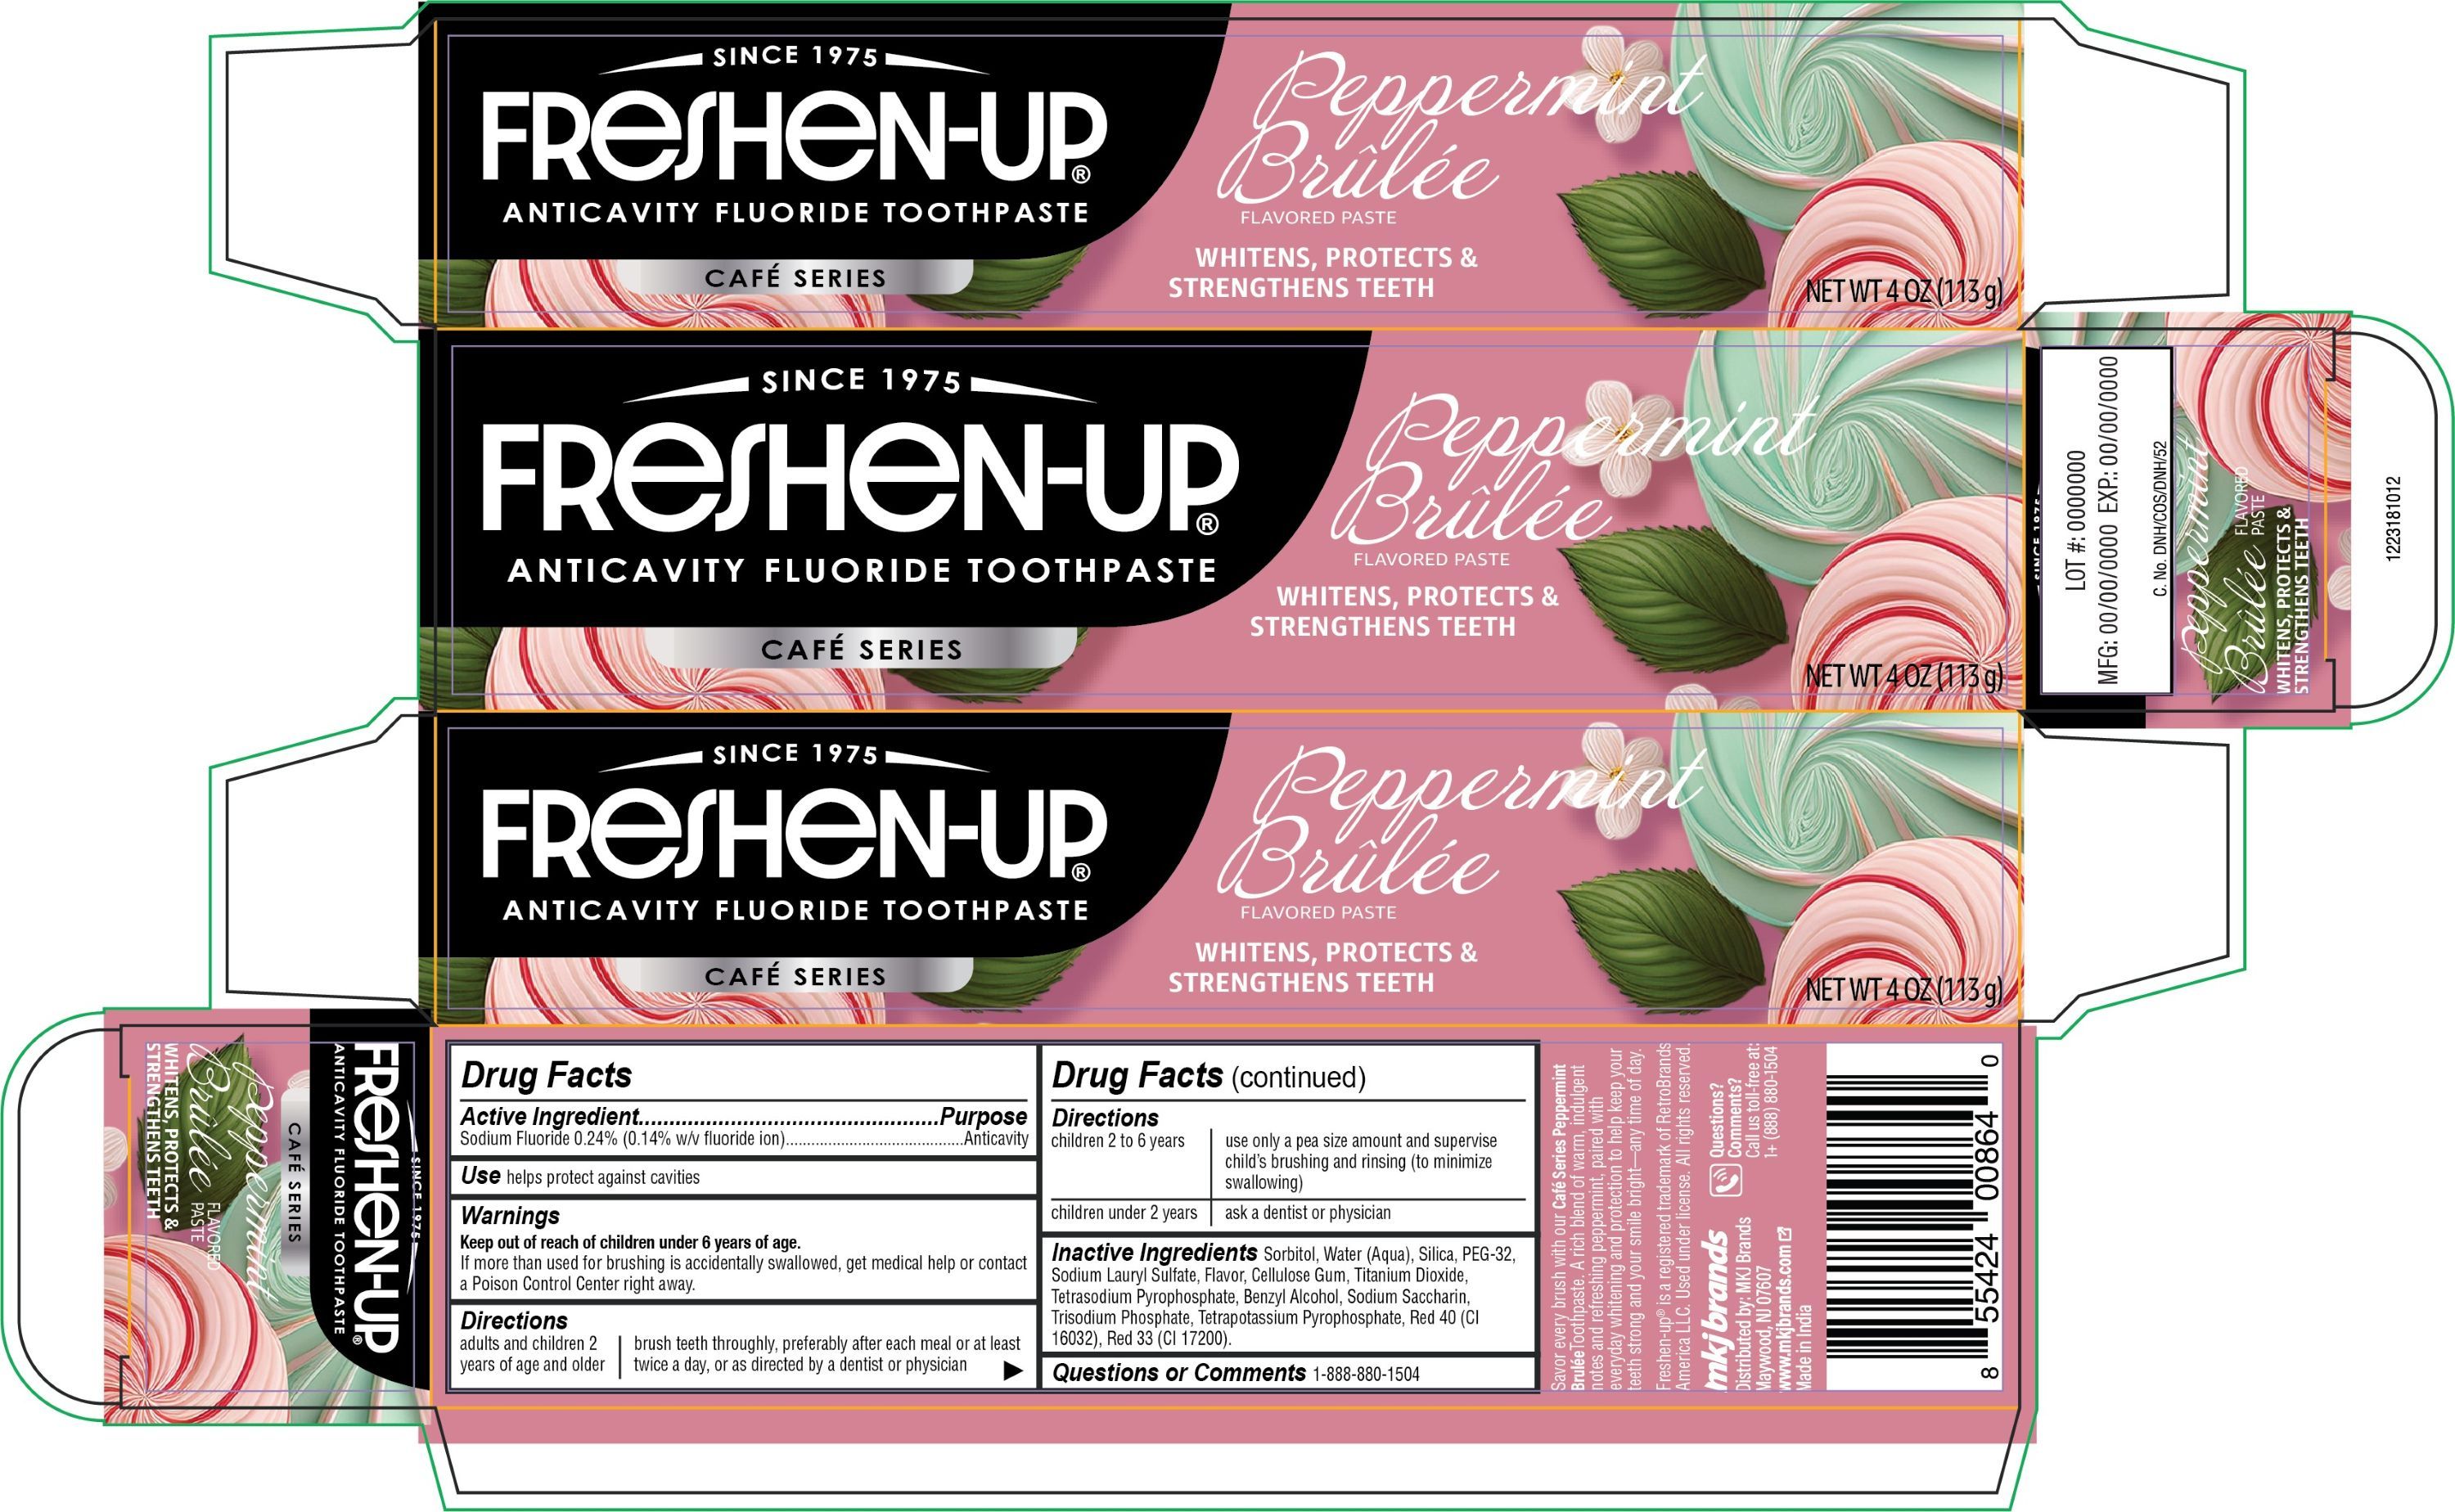 SINCE 1975
FRESHEN-UP®
ANTICAVITY FLUORIDE TOOTHPASTE
CAFÉ SERIES
Peppermint
Brûlée
FLAVORED PASTE
WHITENS, PROTECTS &
STRENGTHENS TEETH
NET WT 4 OZ (113 g)
SINCE 1975
FRESHEN-UP®
ANTICAVITY FLUORIDE TOOTHPASTE
CAFÉ SERIES
Peppermint
Brûlée
FLAVORED PASTE
WHITENS, PROTECTS &
STRENGTHENS TEETH
NET WT 4 OZ (113 g)
SINCE 1975
LOT #: 0000000
MFG: 00/00/0000 EXP.: 00/00/0000
C. No. DNH/COS/DNH/52
Peppermint
Brûlée
FLAVORED
PASTE
WHITENS, PROTECTS &
STRENGTHENS TEETH
1223181012
SINCE 1975
FRESHEN-UP®
ANTICAVITY FLUORIDE TOOTHPASTE
CAFÉ SERIES
Peppermint
Brûlée
FLAVORED PASTE
WHITENS, PROTECTS &
STRENGTHENS TEETH
NET WT 4 OZ (113 g)
SINCE 1975
FRESHEN-UP®
ANTICAVITY FLUORIDE TOOTHPASTE
CAFÉ SERIES
Peppermint
Brûlée
FLAVORED
PASTE
WHITENS, PROTECTS &
STRENGTHENS TEETH
Drug Facts
Active Ingredient................................................Purpose
Sodium Fluoride 0.24% (0.14% w/v fluoride ion)..........................................Anticavity
Use helps protect against cavities
Warnings
Keep out of reach of children under 6 years of age.
If more than used for brushing is accidentally swallowed, get medical help or contact
a Poison Control Center right away.
Directions
adults and children 2 brush teeth throughly, preferably after each meal or at least
years of age and older twice a day, or as directed by a dentist or physician
Drug Facts (continued)
Directions
children 2 to 6 years use only a pea size amount and supervise
child's brushing and rinsing (to minimize
swallowing)
children under 2 years ask a dentist or physician
Inactive Ingredients Sorbitol, Water (Aqua), Silica, PEG-32,
Sodium Lauryl Sulfate, Flavor, Cellulose Gum, Titanium Dioxide,
Tetrasodium Pyrophosphate, Benzyl Alcohol, Sodium Saccharin,
Trisodium Phosphate, Tetrapotassium Pyrophosphate, Red 40 (CI
16032), Red 33 (CI 17200).
Questions or Comments 1-888-880-1504
Savor every brush with our Café Series Peppermint
Brulée Toothpaste. A rich blend of warm, indulgent
notes and refreshing peppermint, paired with
everyday whitening and protection to help keep your
teeth strong and your smile bright—any time of day.
Freshen-up® is a registered trademark of RetroBrands
America LLC. Used under license. All rights reserved.
mkjbrands
Distributed by: MKJ Brands
Maywood, NJ 07607
www.mkjbrands.com
Made in India
Questions?
Comments?
Call us toll-free at:
1+ (888) 880-1504
8 55424 00864 0